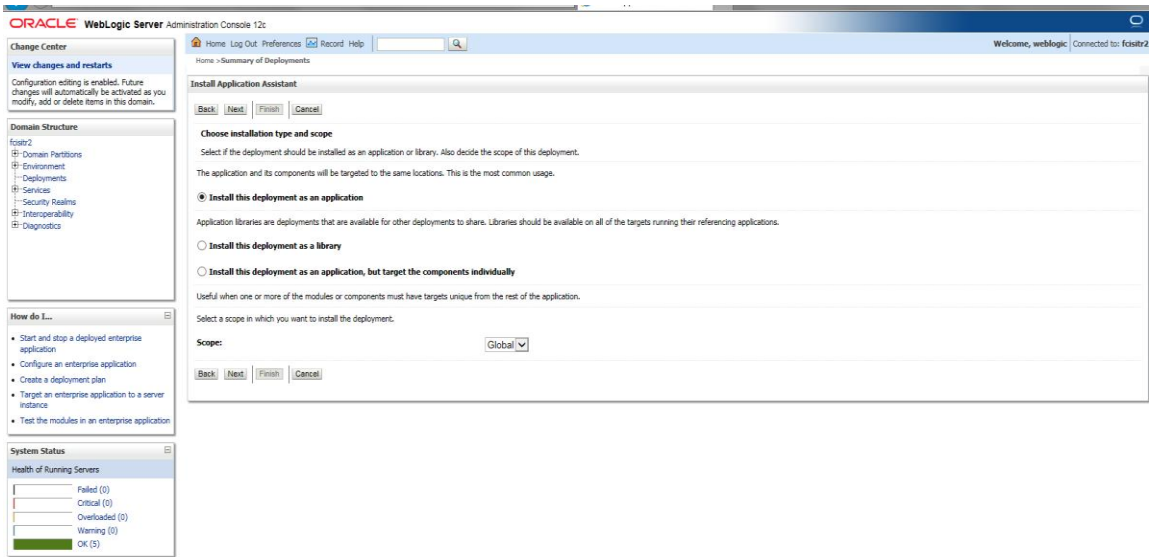 ORACLE WebLogic Server Administration Console 12c
Change Center
View changes and restarts
Configuration editing is enabled. Future
changes will automatically be activated as you
modify, add or delete items in this domain.
Domain Structure
fcisitr2
Domain Partitions
Environment
Deployments
Services
Security Realms
Interoperability
Diagnostics
How do I...
Start and stop a deployed enterprise
application
Configure an enterprise application
Create a deployment plan
Target an enterprise application to a server
instance
Test the modules in an enterprise application
System Status
Health of Running Servers
Failed (0)
Critical (0)
Overloaded (0)
Warning (0)
OK (5)
Home Log Out Preferences Record Help
Welcome, weblogic Connected to: fcisitr2
Home >Summary of Deployments
Install Application Assistant
Back Next Finish Cancel
Choose installation type and scope
Select if the deployment should be installed as an application or library. Also decide the scope of this deployment.
The application and its components will be targeted to the same locations. This is the most common usage.
Install this deployment as an application
Application libraries are deployments that are available for other deployments to share. Libraries should be available on all of the targets running their referencing applications.
Install this deployment as a library
Install this deployment as an application, but target the components individually
Useful when one or more of the modules or components must have targets unique from the rest of the application.
Select a scope in which you want to install the deployment.
Scope: Global
Back Next Finish Cancel